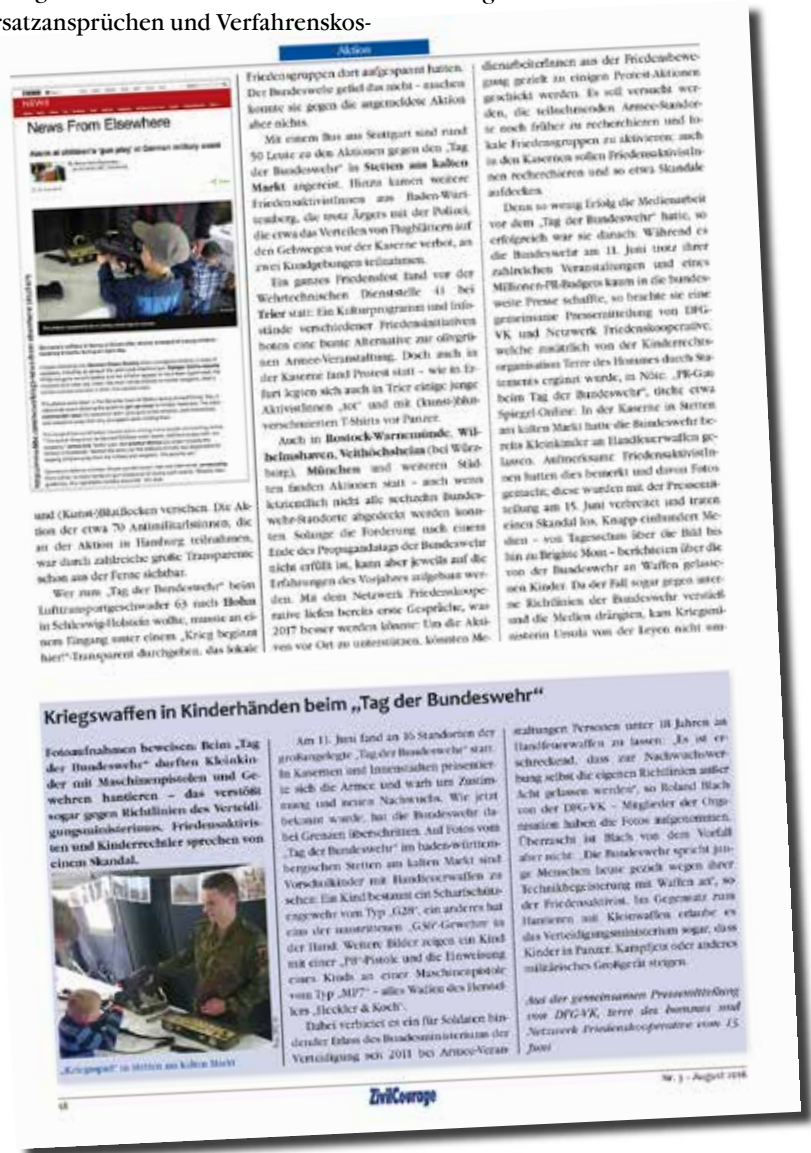 rsatzansprüchen und Verfahrenskos-
Aktion
NEWS
News From Elsewhere
Alarm at children's 'gun play' at German military event
und (Kunst-)Blutflecken versehen. Die Ak-
tion der etwa 70 AntimilitaristInnen, die
an der Aktion in Hamburg teilnahmen,
war durch zahlreiche große Transparente
schon aus der Ferne sichtbar.
Wer zum „Tag der Bundeswehr“ beim
Lufttransportgeschwader 63 nach Hohn
in Schleswig-Holstein wollte, musste an ei-
nem Eingang unter einem „Krieg beginnt
hier!“-Transparent durchgehen, das lokale
Friedensgruppen dort aufgespannt hatten.
Der Bundeswehr gefiel das nicht – machen
konnte sie gegen die angemeldete Aktion
aber nichts.
Mit einem Bus aus Stuttgart sind rund
50 Leute zu den Aktionen gegen den „Tag
der Bundeswehr“ in Stetten am kalten
Markt angereist. Hinzu kamen weitere
FriedensaktivistInnen aus Baden-Würt-
temberg, die trotz Ärgers mit der Polizei,
die etwa das Verteilen von Flugblättern auf
den Gehwegen vor der Kaserne verbot, an
zwei Kundgebungen teilnahmen.
Ein ganzes Friedensfest fand vor der
Wehrtechnischen Dienststelle 41 bei
Trier statt: Ein Kulturprogramm und Info-
stände verschiedener Friedensinitiativen
boten eine bunte Alternative zur olivgrü-
nen Armee-Veranstaltung. Doch auch in
der Kaserne fand Protest statt – wie in Er-
furt legten sich auch in Trier einige junge
AktivistInnen „tot“ und mit (kunst-)blut-
verschmierten T-Shirts vor Panzer.
Auch in Rostock-Warnemünde, Wil-
helmshaven, Veithöchsheim (bei Würz-
burg), München und weiteren Städ-
ten fanden Aktionen statt – auch wenn
letztendlich nicht alle sechzehn Bundes-
wehr-Standorte abgedeckt werden konn-
ten. Solange die Forderung nach einem
Ende des Propagandatags der Bundeswehr
nicht erfüllt ist, kann aber jeweils auf die
Erfahrungen des Vorjahres aufgebaut wer-
den. Mit dem Netzwerk Friedenskoope-
rative liefen bereits erste Gespräche, was
2017 besser werden könnte: Um die Akti-
ven vor Ort zu unterstützen, könnten Me-
dienarbeiterInnen aus der Friedensbewe-
gung gezielt zu einigen Protest-Aktionen
geschickt werden. Es soll versucht wer-
den, die teilnehmenden Armee-Standor-
te noch früher zu recherchieren und lo-
kale Friedensgruppen zu aktivieren; auch
in den Kasernen sollen FriedensaktivistIn-
nen recherchieren und so etwa Skandale
aufdecken.
Denn so wenig Erfolg die Medienarbeit
vor dem „Tag der Bundeswehr“ hatte, so
erfolgreich war sie danach: Während es
die Bundeswehr am 11. Juni trotz ihrer
zahlreichen Veranstaltungen und eines
Millionen-PR-Budgets kaum in die bundes-
weite Presse schaffte, so brachte sie eine
gemeinsame Pressemitteilung von DFG-
VK und Netzwerk Friedenskooperative,
welche zusätzlich von der Kinderrechts-
organisation Terre des Hommes durch Sta-
tements ergänzt wurde, in Nöte. „PR-Gau
beim Tag der Bundeswehr“, titelte etwa
Spiegel-Online. In der Kaserne in Stetten
am kalten Markt hatte die Bundeswehr be-
reits Kleinkinder an Handfeuerwaffen ge-
lassen. Aufmerksame FriedensaktivistIn-
nen hatten dies bemerkt und davon Fotos
gemacht; diese wurden mit der Pressemit-
teilung am 15. Juni verbreitet und traten
einen Skandal los. Knapp einhundert Me-
dien – von Tagesschau über die Bild bis
hin zu Brigitte Mom – berichteten über die
von der Bundeswehr an Waffen gelasse-
nen Kinder. Da der Fall sogar gegen inter-
ne Richtlinien der Bundeswehr verstieß
und die Medien drängten, kam Kriegsmi-
nisterin Ursula von der Leyen nicht um-
Kriegswaffen in Kinderhänden beim „Tag der Bundeswehr“
Fotoaufnahmen beweisen: Beim „Tag
der Bundeswehr“ durften Kleinkin-
der mit Maschinenpistolen und Ge-
wehren hantieren – das verstößt
sogar gegen Richtlinien des Verteidi-
gungsministeriums. Friedensaktivis-
ten und Kinderrechtler sprechen von
einem Skandal.
„Kriegsspiel“ in Stetten am kalten Markt
Am 11. Juni fand an 16 Standorten der
großangelegte „Tag der Bundeswehr“ statt.
In Kasernen und Innenstädten präsentier-
te sich die Armee und warb um Zustim-
mung und neuen Nachwuchs. Wie jetzt
bekannt wurde, hat die Bundeswehr da-
bei Grenzen überschritten. Auf Fotos vom
„Tag der Bundeswehr“ im baden-württem-
bergischen Stetten am kalten Markt sind
Vorschulkinder mit Handfeuerwaffen zu
sehen: Ein Kind bestaunt ein Scharfschüt-
zengewehr vom Typ „G28“, ein anderes hat
eins der umstrittenen „G36“-Gewehre in
der Hand. Weitere Bilder zeigen ein Kind
mit einer „P8“-Pistole und die Einweisung
eines Kinds an einer Maschinenpistole
vom Typ „MP7“ – alles Waffen des Herstel-
lers „Heckler & Koch“.
Dabei verbietet es ein für Soldaten bin-
dender Erlass des Bundesministeriums der
Verteidigung seit 2011 bei Armee-Veran-
staltungen Personen unter 18 Jahren an
Handfeuerwaffen zu lassen: „Es ist er-
schreckend, dass zur Nachwuchswer-
bung selbst die eigenen Richtlinien außer
Acht gelassen werden“, so Roland Blach
von der DFG-VK – Mitglieder der Orga-
nisation haben die Fotos aufgenommen.
Überrascht ist Blach von dem Vorfall
aber nicht: „Die Bundeswehr spricht jun-
ge Menschen heute gezielt wegen ihrer
Technikbegeisterung mit Waffen an“, so
der Friedensaktivist. Im Gegensatz zum
Hantieren mit Kleinwaffen erlaube es
das Verteidigungsministerium sogar, dass
Kinder in Panzer, Kampfjets oder anderes
militärisches Großgerät steigen.
Aus der gemeinsamen Pressemitteilung
von DFG-VK, terre des hommes und
Netzwerk Friedenskooperative vom 15.
Juni
ZivilCourage
Nr. 3 – August 2016